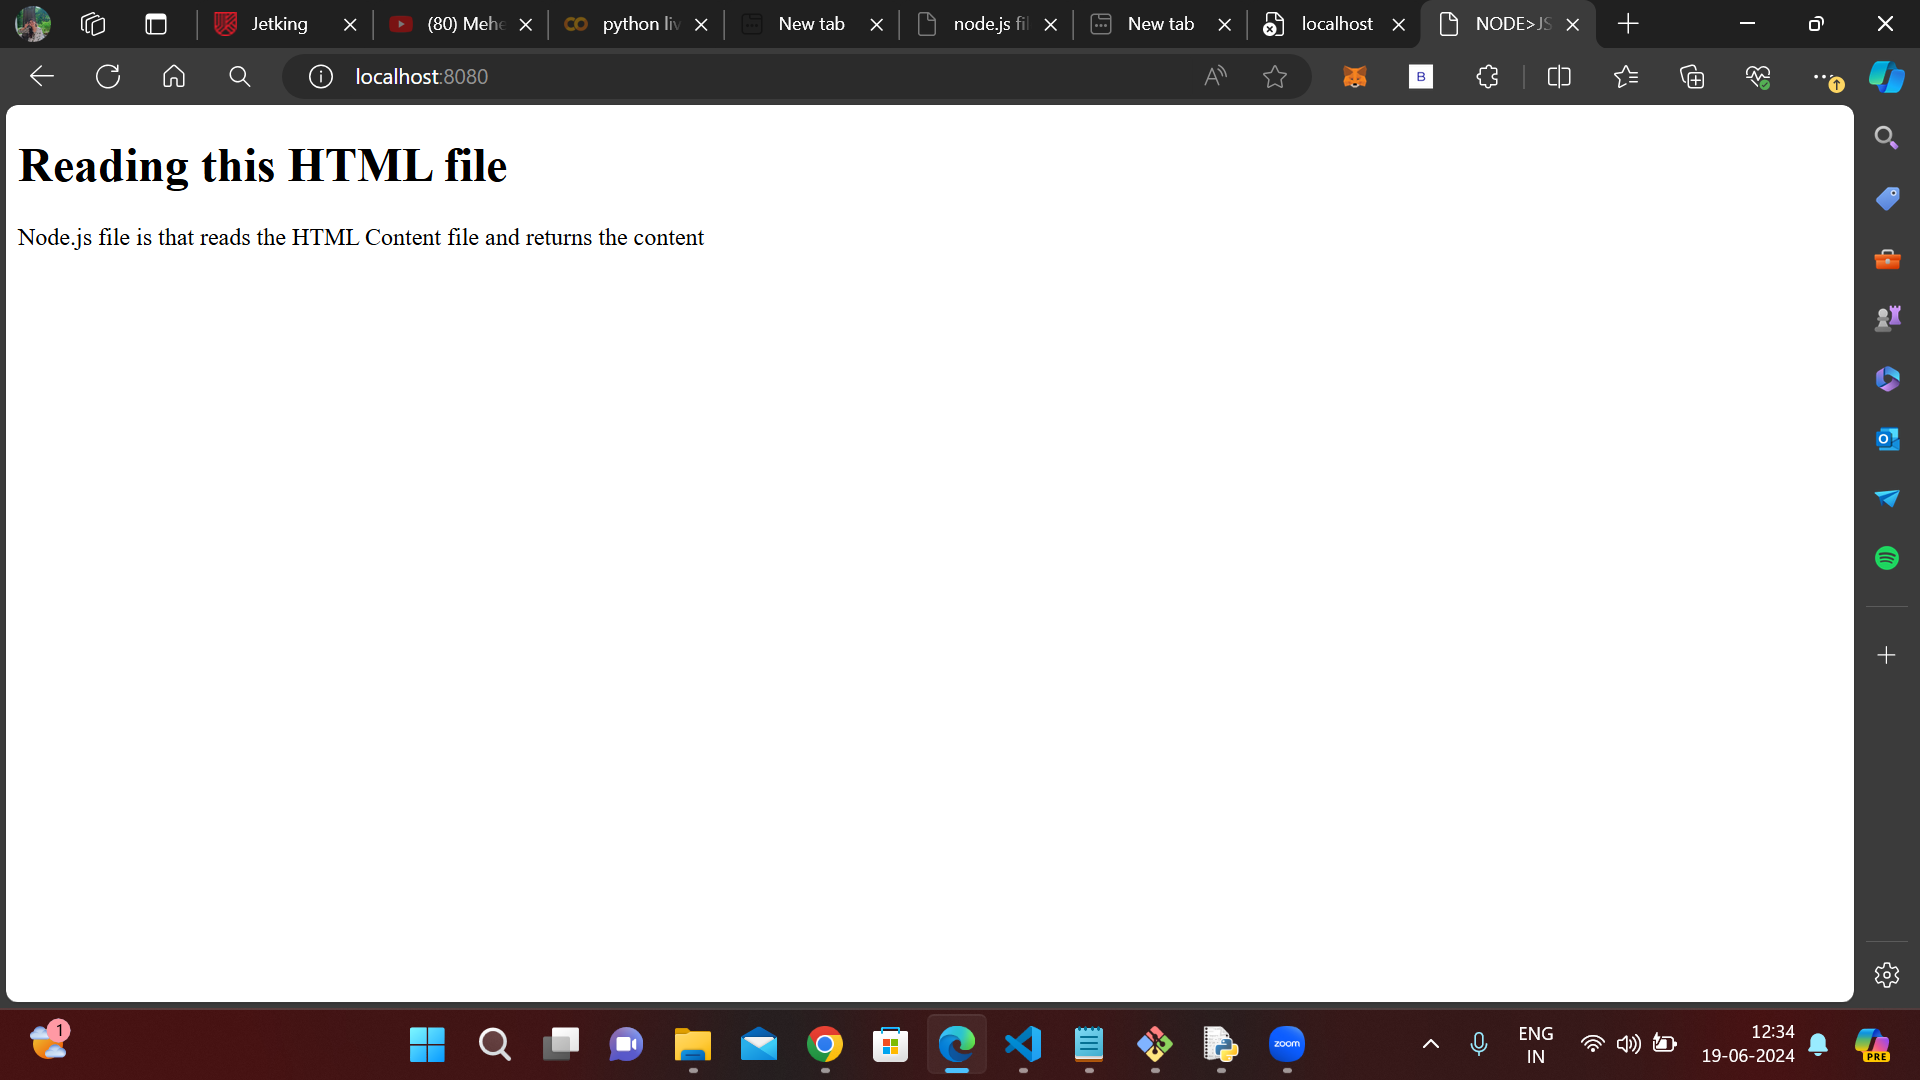 Jetking
(80) Mehe
python liv
New tab
node.js fil
New tab
localhost
NODE>JS
localhost:8080
B
Reading this HTML file
Node.js file is that reads the HTML Content file and returns the content
1
zoom
ENG
IN
12:34
19-06-2024
PRE